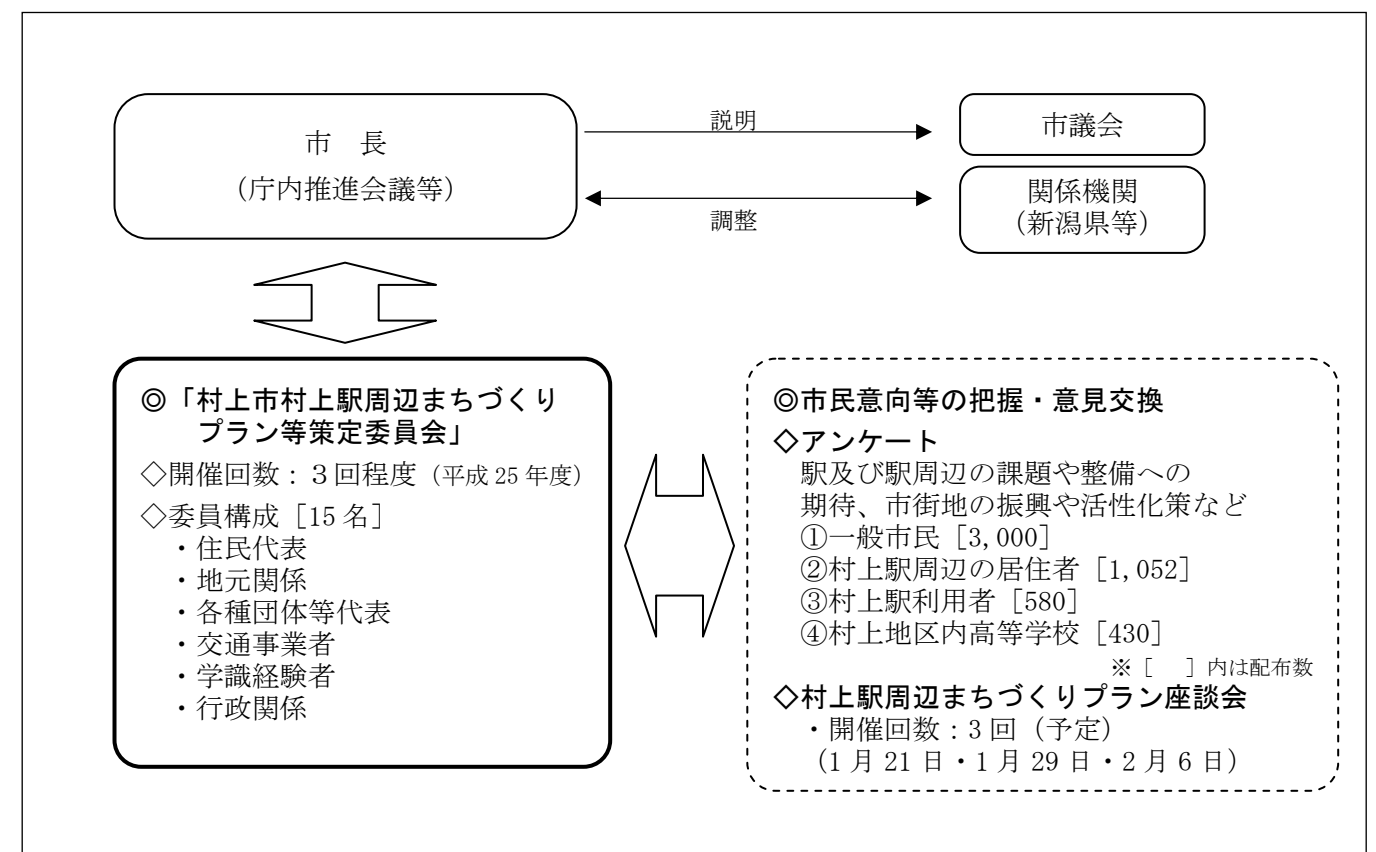 市　長
（庁内推進会議等）
説明
調整
市議会
関係機関
（新潟県等）
◎「村上市村上駅周辺まちづくり
プラン等策定委員会」
◇開催回数：３回程度（平成 25 年度）
◇委員構成［15 名］
・住民代表
・地元関係
・各種団体等代表
・交通事業者
・学識経験者
・行政関係
◎市民意向等の把握・意見交換
◇アンケート
駅及び駅周辺の課題や整備への
期待、市街地の振興や活性化策など
①一般市民［3,000］
②村上駅周辺の居住者［1,052］
③村上駅利用者［580］
④村上地区内高等学校［430］
※［　］内は配布数
◇村上駅周辺まちづくりプラン座談会
・開催回数：3 回（予定）
（1 月 21 日・1 月 29 日・2 月 6 日）